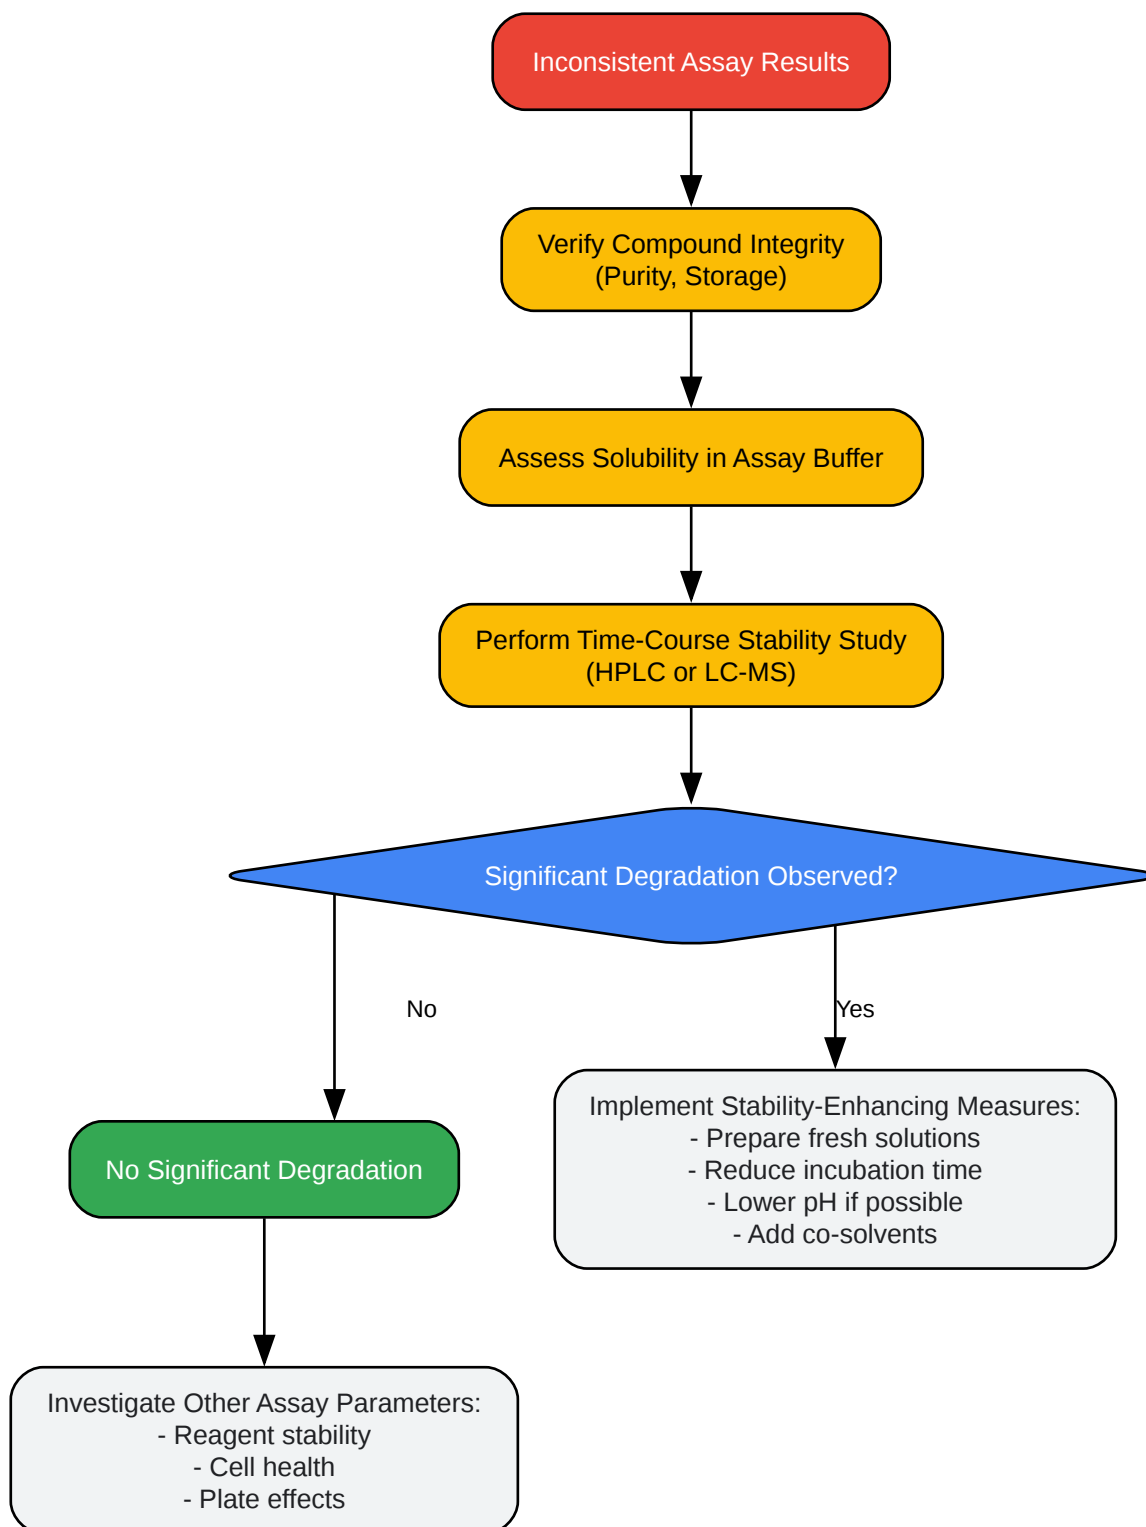 Inconsistent Assay Results
Verify Compound Integrity
(Purity, Storage)
Assess Solubility in Assay Buffer
Perform Time-Course Stability Study
(HPLC or LC-MS)
Significant Degradation Observed?
No
Yes
Implement Stability-Enhancing Measures:
- Prepare fresh solutions
- Reduce incubation time
- Lower pH if possible
- Add co-solvents
No Significant Degradation
Investigate Other Assay Parameters:
- Reagent stability
- Cell health
- Plate effects